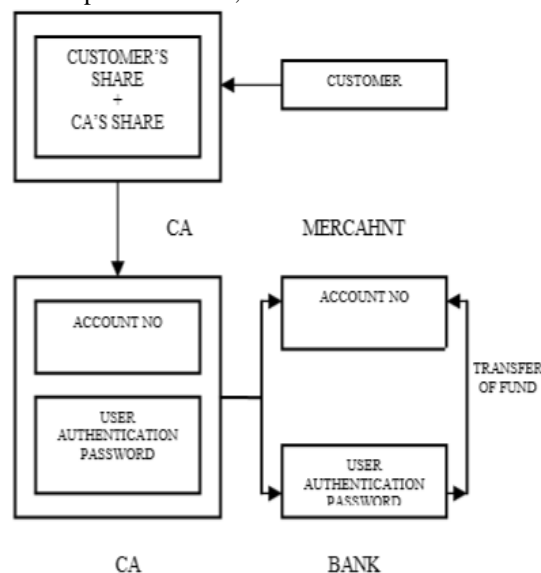 CUSTOMER'S
SHARE
+
CA'S SHARE
CUSTOMER
CA
MERCAHNT
ACCOUNT NO
ACCOUNT NO
TRANSFER
OF FUND
USER
AUTHENTICATION
PASSWORD
USER
AUTHENTICATION
PASSWORD
CA
BANK